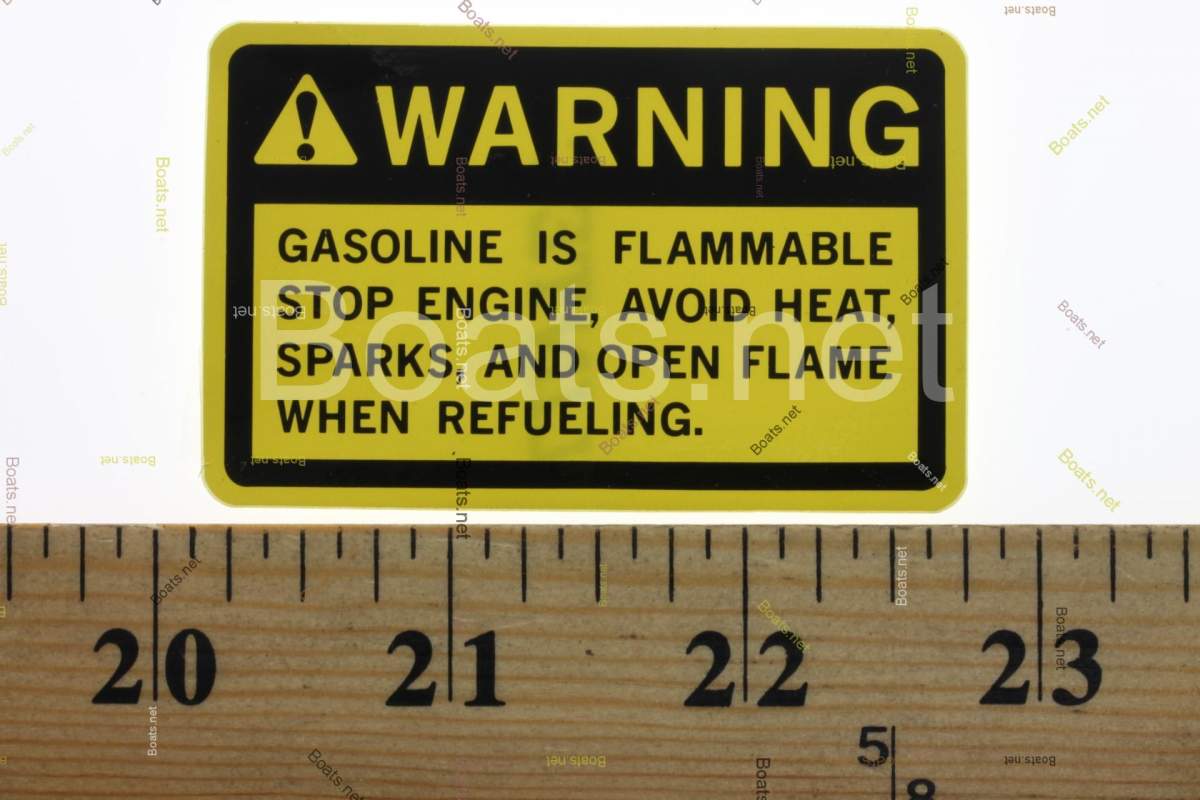 WARNING
GASOLINE IS FLAMMABLE
STOP ENGINE, AVOID HEAT,
SPARKS, AND OPEN FLAME
WHEN REFUELING.
Boats.net
20 21 22 23
5
8